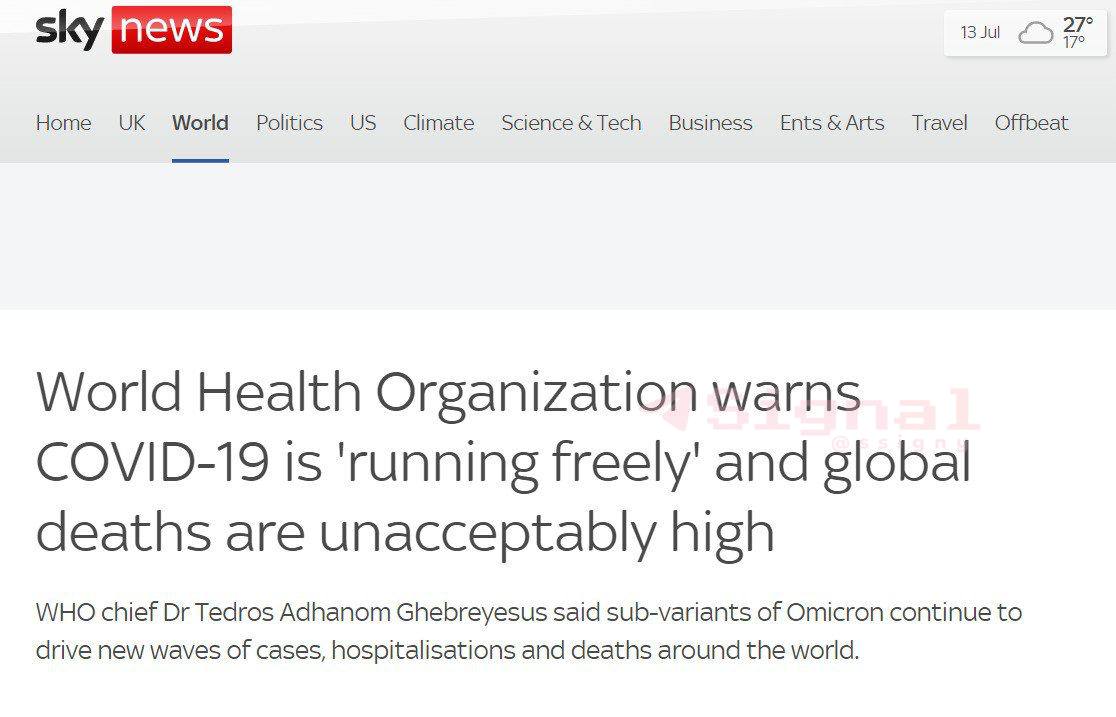 sky news
13 Jul 27° 17°
Home UK World Politics US Climate Science & Tech Business Ents & Arts Travel Offbeat
World Health Organization warns
Signal
@ssigny
COVID-19 is 'running freely' and global
deaths are unacceptably high
WHO chief Dr Tedros Adhanom Ghebreyesus said sub-variants of Omicron continue to
drive new waves of cases, hospitalisations and deaths around the world.